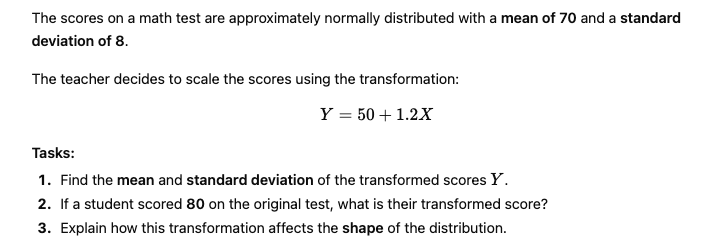 The scores on a math test are approximately normally distributed with a mean of 70 and a standard
deviation of 8.
The teacher decides to scale the scores using the transformation:
Y = 50 + 1.2X
Tasks:
1. Find the mean and standard deviation of the transformed scores Y.
2. If a student scored 80 on the original test, what is their transformed score?
3. Explain how this transformation affects the shape of the distribution.